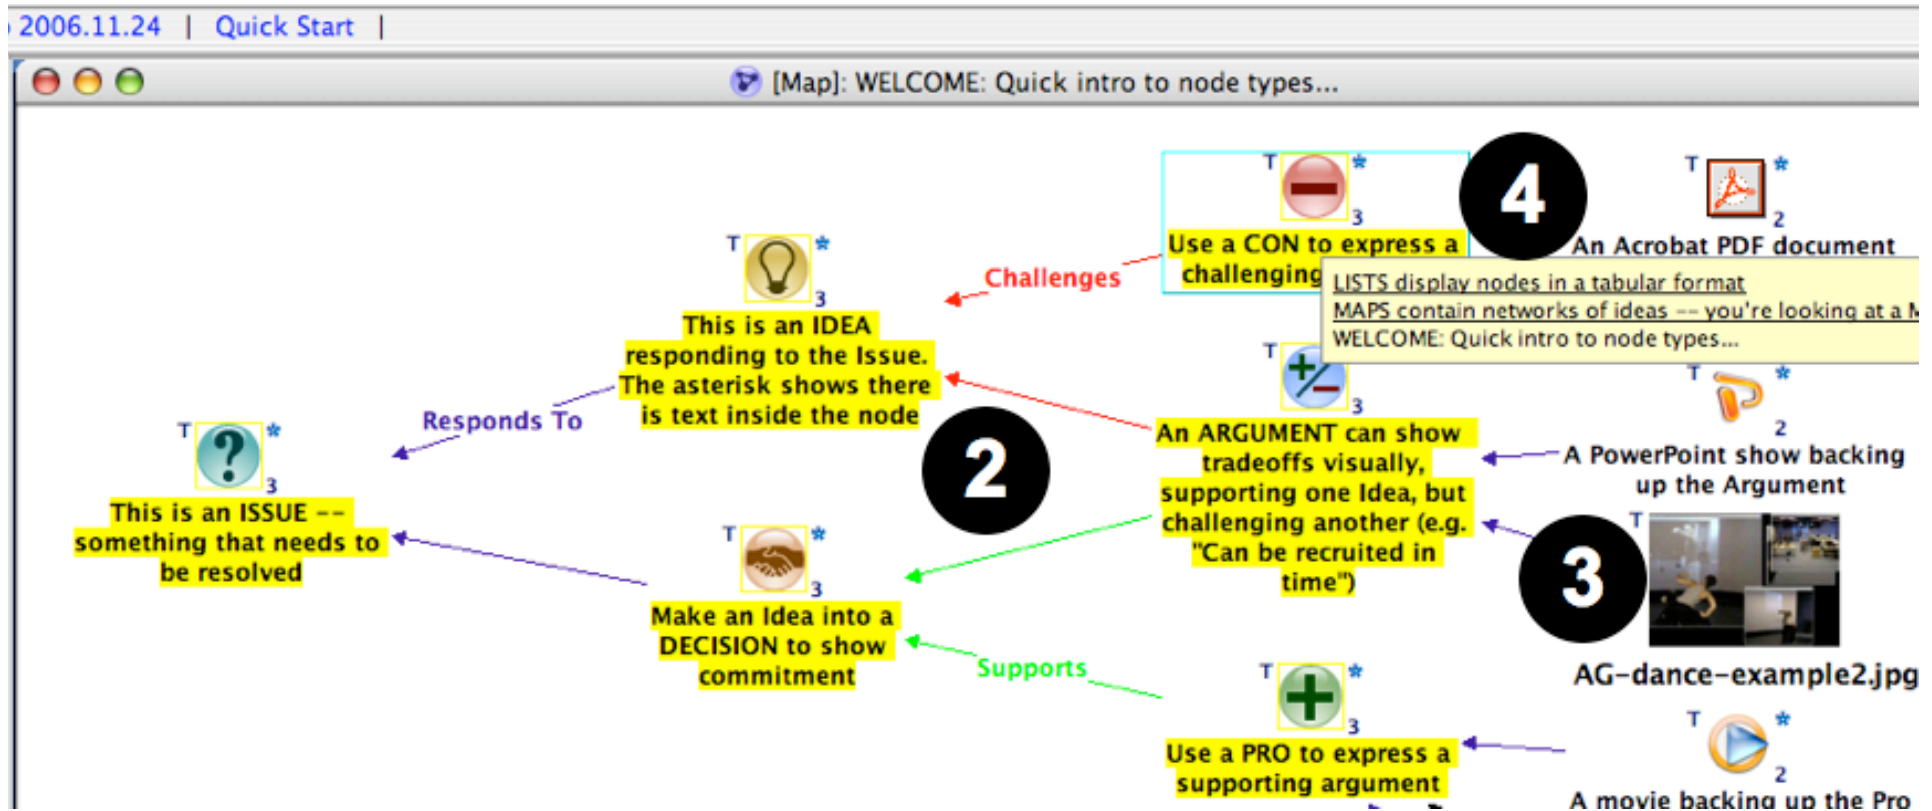 2006.11.24 | Quick Start |
[Map]: WELCOME: Quick intro to node types...
T *
3
Use a CON to express a
challenging
4
T *
2
An Acrobat PDF document
LISTS display nodes in a tabular format
MAPS contain networks of ideas -- you're looking at a
WELCOME: Quick intro to node types...
T *
3
This is an IDEA
responding to the Issue.
The asterisk shows there
is text inside the node
Challenges
Responds To
T *
?
3
This is an ISSUE --
something that needs to
be resolved
2
T
+/-
3
An ARGUMENT can show
tradeoffs visually,
supporting one Idea, but
challenging another (e.g.
"Can be recruited in
time")
T *
2
A PowerPoint show backing
up the Argument
T
3
AG-dance-example2.jpg
T *
3
Make an Idea into a
DECISION to show
commitment
Supports
T *
+
3
Use a PRO to express a
supporting argument
T *
2
A movie backing up the Pro